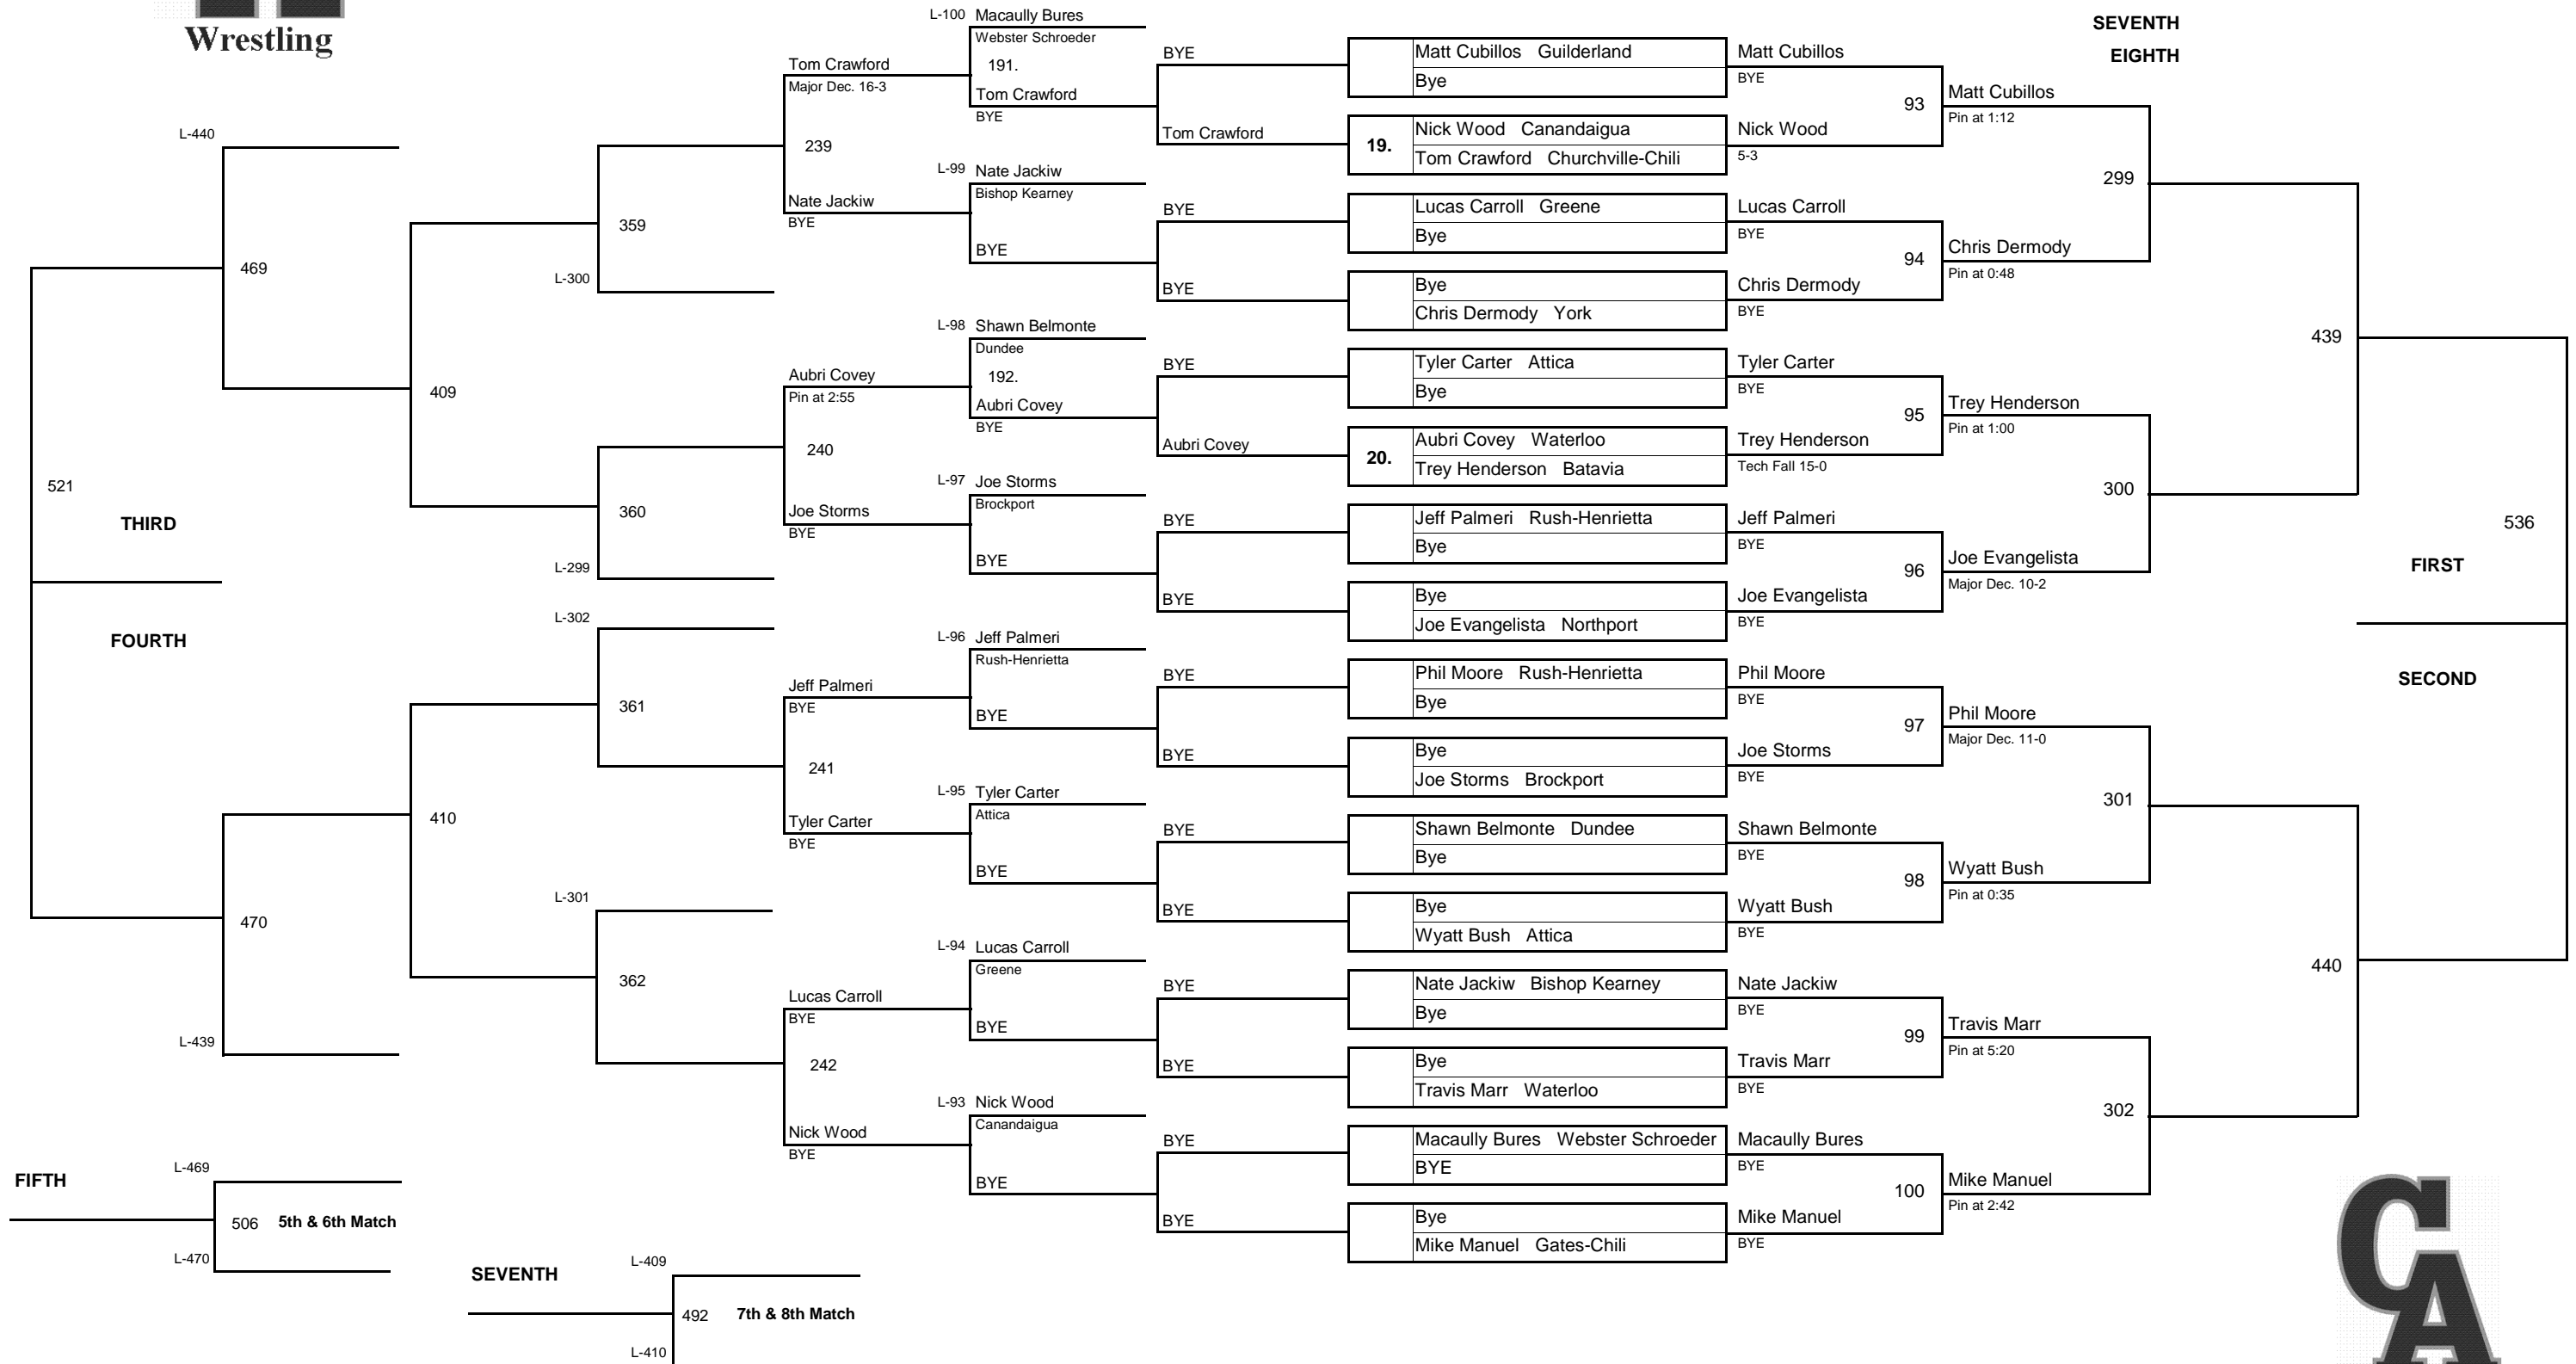 Wrestling
SEVENTH
EIGHTH
L-100 Macaully Bures
Webster Schroeder
191.
Tom Crawford
BYE
Tom Crawford
Major Dec. 16-3
239
L-99 Nate Jackiw
Bishop Kearney
BYE
Nate Jackiw
BYE
L-440
469
359
L-300
409
L-98 Shawn Belmonte
Dundee
192.
Aubri Covey
BYE
Aubri Covey
Pin at 2:55
240
L-97 Joe Storms
Brockport
BYE
Joe Storms
BYE
360
L-299
521
THIRD
FOURTH
L-302
361
L-96 Jeff Palmeri
Rush-Henrietta
BYE
Jeff Palmeri
BYE
241
L-95 Tyler Carter
Attica
BYE
Tyler Carter
BYE
410
470
L-301
362
L-94 Lucas Carroll
Greene
BYE
Lucas Carroll
BYE
242
L-93 Nick Wood
Canandaigua
BYE
Nick Wood
BYE
L-439
FIFTH
L-469
506 5th & 6th Match
L-470
SEVENTH
L-409
492 7th & 8th Match
L-410
BYE
Tom Crawford
BYE
BYE
BYE
Aubri Covey
BYE
BYE
BYE
BYE
BYE
BYE
BYE
BYE
BYE
BYE
Matt Cubillos Guilderland
Bye
19.
Nick Wood Canandaigua
Tom Crawford Churchville-Chili
Lucas Carroll Greene
Bye
Bye
Chris Dermody York
Tyler Carter Attica
Bye
20.
Aubri Covey Waterloo
Trey Henderson Batavia
Jeff Palmeri Rush-Henrietta
Bye
Bye
Joe Evangelista Northport
Phil Moore Rush-Henrietta
Bye
Bye
Joe Storms Brockport
Shawn Belmonte Dundee
Bye
Bye
Wyatt Bush Attica
Nate Jackiw Bishop Kearney
Bye
Bye
Travis Marr Waterloo
Macaully Bures Webster Schroeder
BYE
Bye
Mike Manuel Gates-Chili
Matt Cubillos
BYE
93
Nick Wood
5-3
Lucas Carroll
BYE
94
Chris Dermody
BYE
Tyler Carter
BYE
95
Trey Henderson
Tech Fall 15-0
Jeff Palmeri
BYE
96
Joe Evangelista
BYE
Phil Moore
BYE
97
Joe Storms
BYE
Shawn Belmonte
BYE
98
Wyatt Bush
BYE
Nate Jackiw
BYE
99
Travis Marr
BYE
Macaully Bures
BYE
100
Mike Manuel
BYE
Matt Cubillos
Pin at 1:12
299
Chris Dermody
Pin at 0:48
Trey Henderson
Pin at 1:00
300
Joe Evangelista
Major Dec. 10-2
Phil Moore
Major Dec. 11-0
301
Wyatt Bush
Pin at 0:35
Travis Marr
Pin at 5:20
302
Mike Manuel
Pin at 2:42
439
440
536
FIRST
SECOND
CA